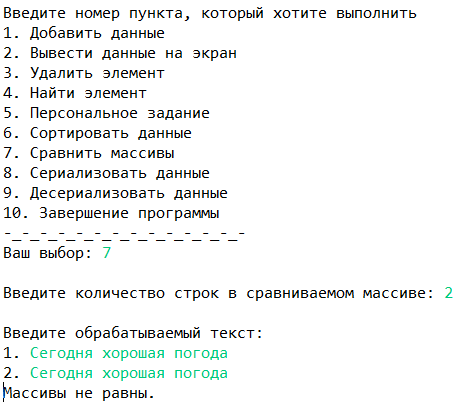 Введите номер пункта, который хотите выполнить
1. Добавить данные
2. Вывести данные на экран
3. Удалить элемент
4. Найти элемент
5. Персональное задание
6. Сортировать данные
7. Сравнить массивы
8. Сериализовать данные
9. Десериализовать данные
10. Завершение программы
-_-_-_-_-_-_-_-_-_-_-_-_-_-
Ваш выбор: 7
Введите количество строк в сравниваемом массиве: 2
Введите обрабатываемый текст:
1. Сегодня хорошая погода
2. Сегодня хорошая погода
Массивы не равны.